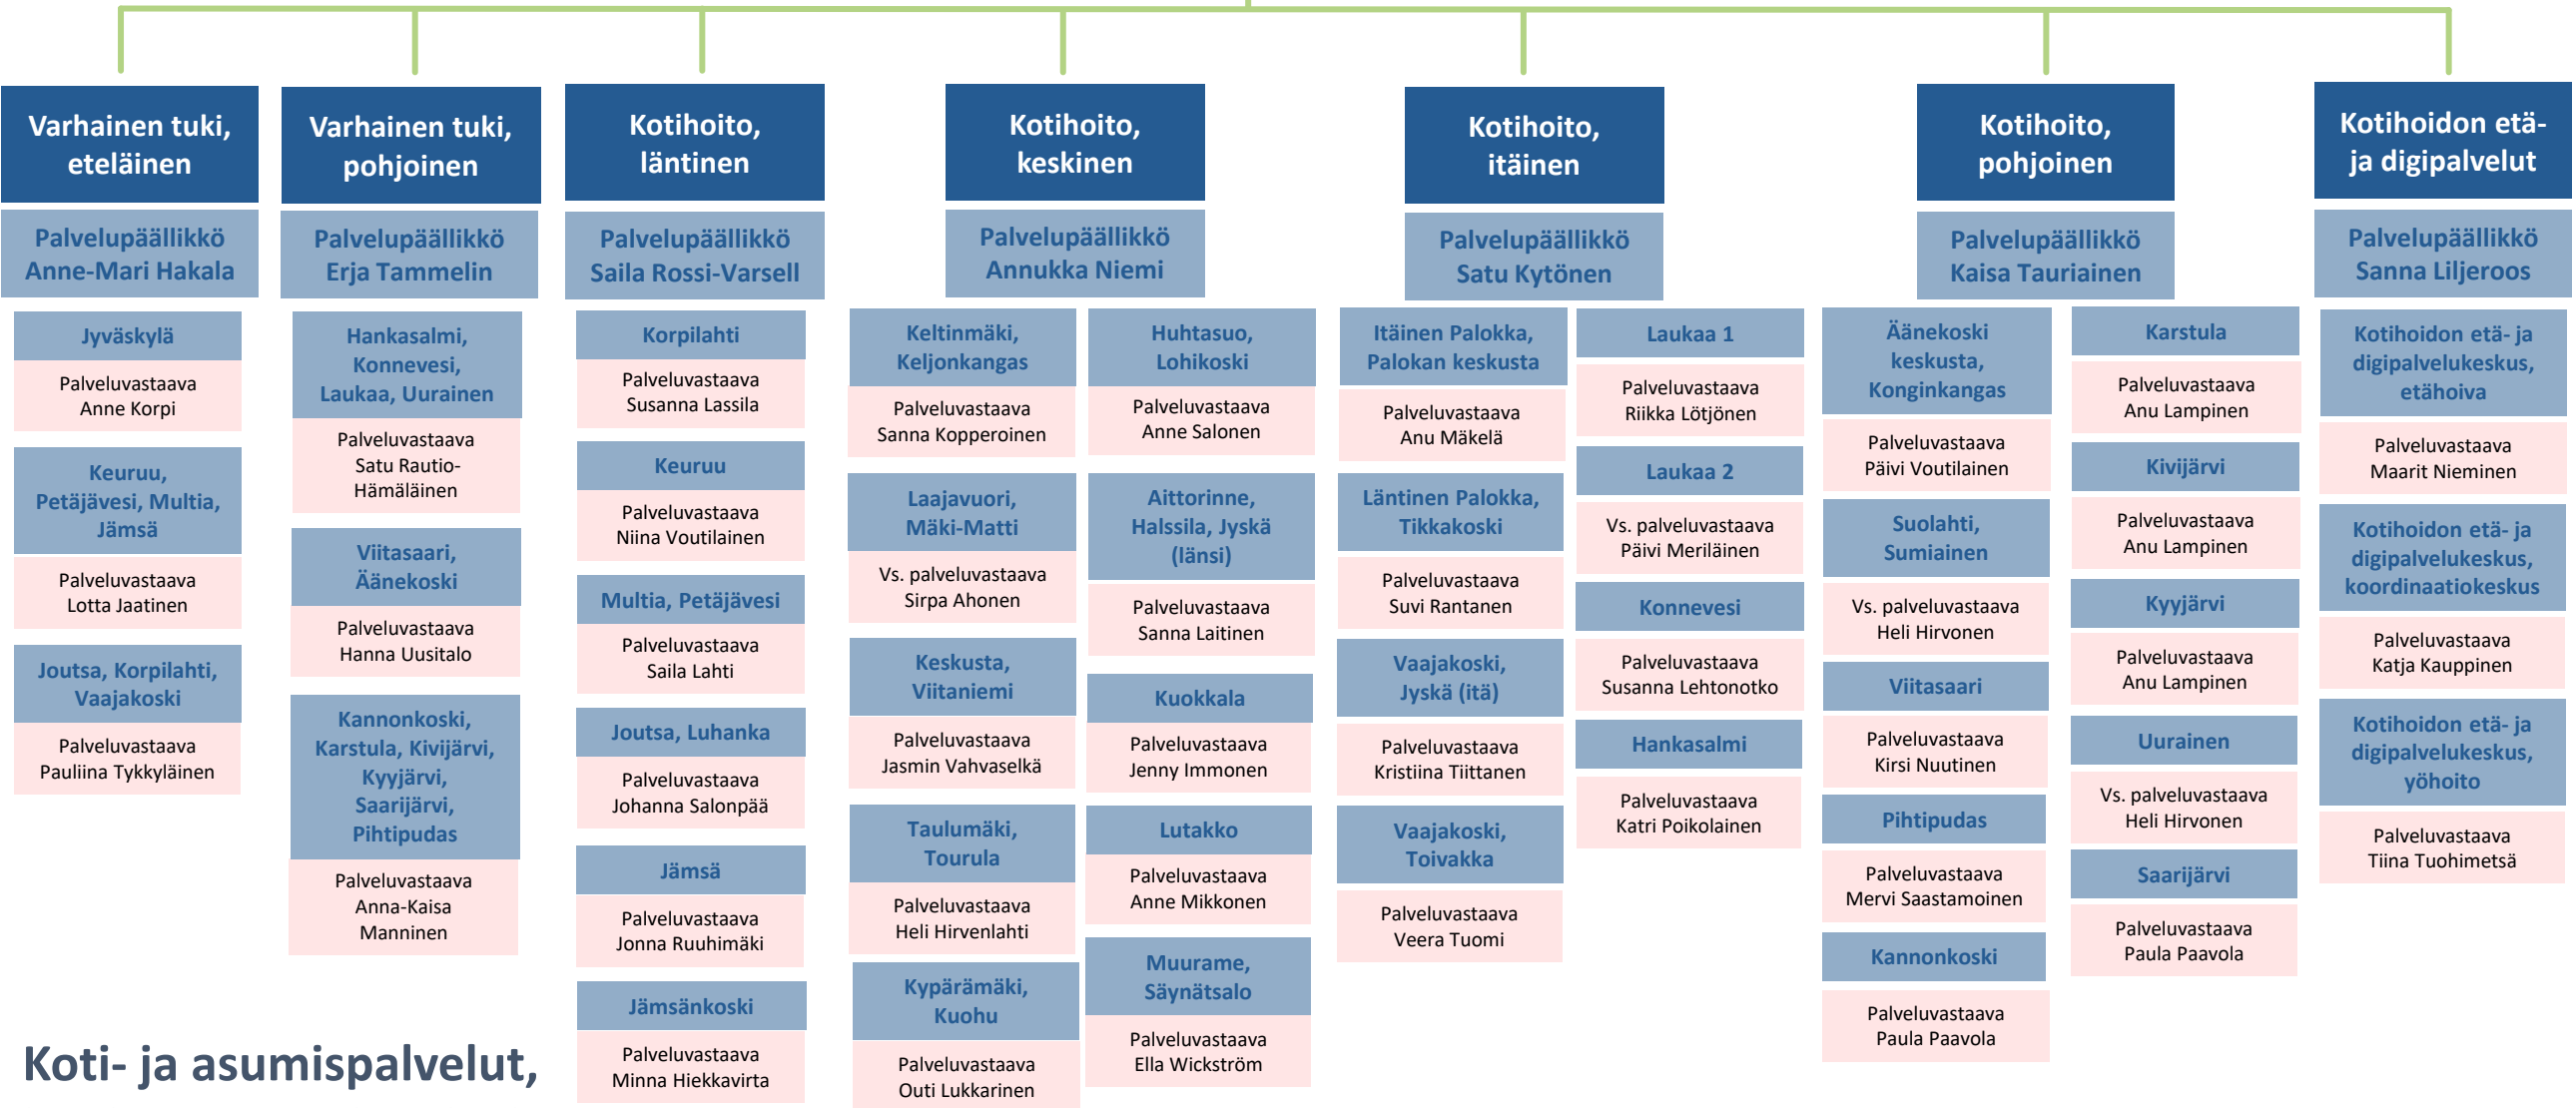 Varhainen tuki,
eteläinen
Palvelupäällikkö
Anne-Mari Hakala
Jyväskylä
Palveluvastaava
Anne Korpi
Keuruu,
Petäjävesi, Multia,
Jämsä
Palveluvastaava
Lotta Jaatinen
Joutsa, Korpilahti,
Vaajakoski
Palveluvastaava
Pauliina Tykkyläinen
Varhainen tuki,
pohjoinen
Palvelupäällikkö
Erja Tammelin
Hankasalmi,
Konnevesi,
Laukaa, Uurainen
Palveluvastaava
Satu Rautio-
Hämäläinen
Viitasaari,
Äänekoski
Palveluvastaava
Hanna Uusitalo
Kannonkoski,
Karstula, Kivijärvi,
Kyyjärvi,
Saarijärvi,
Pihtipudas
Palveluvastaava
Anna-Kaisa
Manninen
Kotihoito,
läntinen
Palvelupäällikkö
Saila Rossi-Varsell
Korpilahti
Palveluvastaava
Susanna Lassila
Keuruu
Palveluvastaava
Niina Voutilainen
Multia, Petäjävesi
Palveluvastaava
Saila Lahti
Joutsa, Luhanka
Palveluvastaava
Johanna Salonpää
Jämsä
Palveluvastaava
Jonna Ruuhimäki
Jämsänkoski
Palveluvastaava
Minna Hiekkavirta
Kotihoito,
keskinen
Palvelupäällikkö
Annukka Niemi
Keltinmäki,
Keljonkangas
Palveluvastaava
Sanna Kopperoinen
Laajavuori,
Mäki-Matti
Vs. palveluvastaava
Sirpa Ahonen
Keskusta,
Viitaniemi
Palveluvastaava
Jasmin Vahvaselkä
Taulumäki,
Tourula
Palveluvastaava
Heli Hirvenlahti
Kypärämäki,
Kuohu
Palveluvastaava
Outi Lukkarinen
Huhtasuo,
Lohikoski
Palveluvastaava
Anne Salonen
Aittorinne,
Halssila, Jyskä
(länsi)
Palveluvastaava
Sanna Laitinen
Kuokkala
Palveluvastaava
Jenny Immonen
Lutakko
Palveluvastaava
Anne Mikkonen
Muurame,
Säynätsalo
Palveluvastaava
Ella Wickström
Kotihoito,
itäinen
Palvelupäällikkö
Satu Kytönen
Itäinen Palokka,
Palokan keskusta
Palveluvastaava
Anu Mäkelä
Läntinen Palokka,
Tikkakoski
Palveluvastaava
Suvi Rantanen
Vaajakoski,
Jyskä (itä)
Palveluvastaava
Kristiina Tiittanen
Vaajakoski,
Toivakka
Palveluvastaava
Veera Tuomi
Laukaa 1
Palveluvastaava
Riikka Lötjönen
Laukaa 2
Vs. palveluvastaava
Päivi Meriläinen
Konnevesi
Palveluvastaava
Susanna Lehtonotko
Hankasalmi
Palveluvastaava
Katri Poikolainen
Kotihoito,
pohjoinen
Palvelupäällikkö
Kaisa Tauriainen
Äänekoski
keskusta,
Konginkangas
Palveluvastaava
Päivi Voutilainen
Suolahti,
Sumiainen
Vs. palveluvastaava
Heli Hirvonen
Viitasaari
Palveluvastaava
Kirsi Nuutinen
Pihtipudas
Palveluvastaava
Mervi Saastamoinen
Kannonkoski
Palveluvastaava
Paula Paavola
Karstula
Palveluvastaava
Anu Lampinen
Kivijärvi
Palveluvastaava
Anu Lampinen
Kyyjärvi
Palveluvastaava
Anu Lampinen
Uurainen
Vs. palveluvastaava
Heli Hirvonen
Saarijärvi
Palveluvastaava
Paula Paavola
Kotihoidon etä-
ja digipalvelut
Palvelupäällikkö
Sanna Liljeroos
Kotihoidon etä- ja
digipalvelukeskus,
etähoiva
Palveluvastaava
Maarit Nieminen
Kotihoidon etä- ja
digipalvelukeskus,
koordinaatiokeskus
Palveluvastaava
Katja Kauppinen
Kotihoidon etä- ja
digipalvelukeskus,
yöhoito
Palveluvastaava
Tiina Tuohimetsä
Koti- ja asumispalvelut,